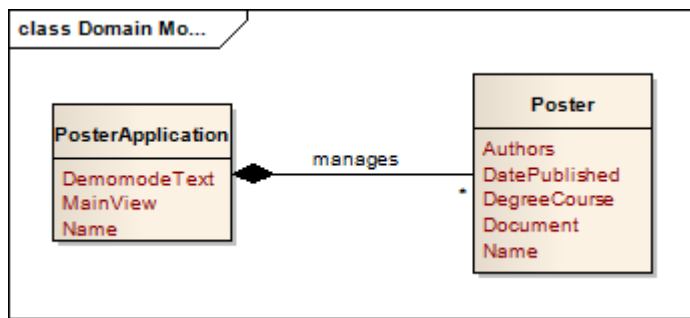 class Domain Mo...
PosterApplication
DemomodeText
MainView
Name
manages
*
Poster
Authors
DatePublished
DegreeCourse
Document
Name